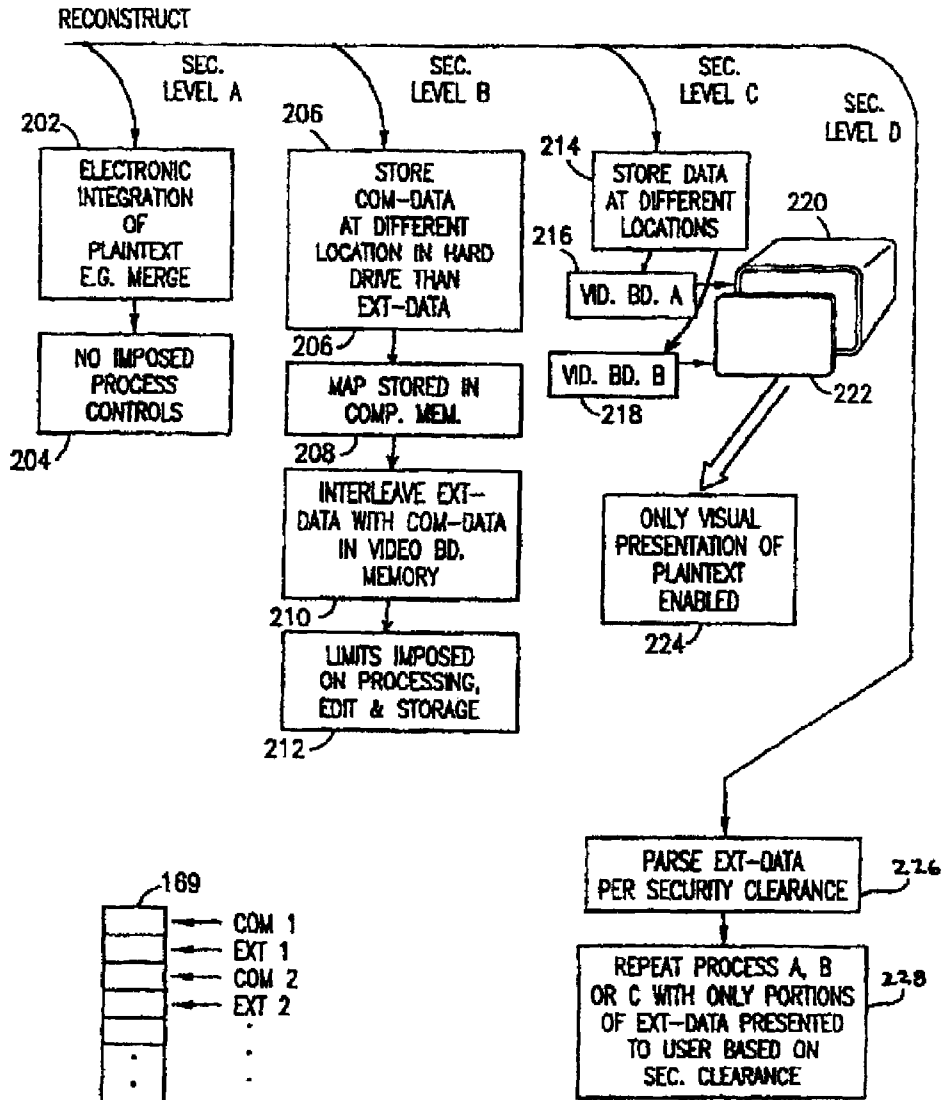 RECONSTRUCT
SEC.
LEVEL A
SEC.
LEVEL B
SEC.
LEVEL C
SEC.
LEVEL D
202
ELECTRONIC
INTEGRATION
OF
PLAINTEXT
E.G. MERGE
NO IMPOSED
PROCESS
CONTROLS
204
206
STORE
COM-DATA
AT DIFFERENT
LOCATION IN HARD
DRIVE THAN
EXT-DATA
206
MAP STORED IN
COMP. MEM.
208
INTERLEAVE EXT-
DATA WITH COM-DATA
IN VIDEO BD.
MEMORY
210
LIMITS IMPOSED
ON PROCESSING,
EDIT & STORAGE
212
214
STORE DATA
AT DIFFERENT
LOCATIONS
216
VID. BD. A
VID. BD. B
218
220
222
ONLY VISUAL
PRESENTATION OF
PLAINTEXT
ENABLED
224
PARSE EXT-DATA
PER SECURITY CLEARANCE
226
REPEAT PROCESS A, B
OR C WITH ONLY PORTIONS
OF EXT-DATA PRESENTED
TO USER BASED ON
SEC. CLEARANCE
228
169
COM 1
EXT 1
COM 2
EXT 2